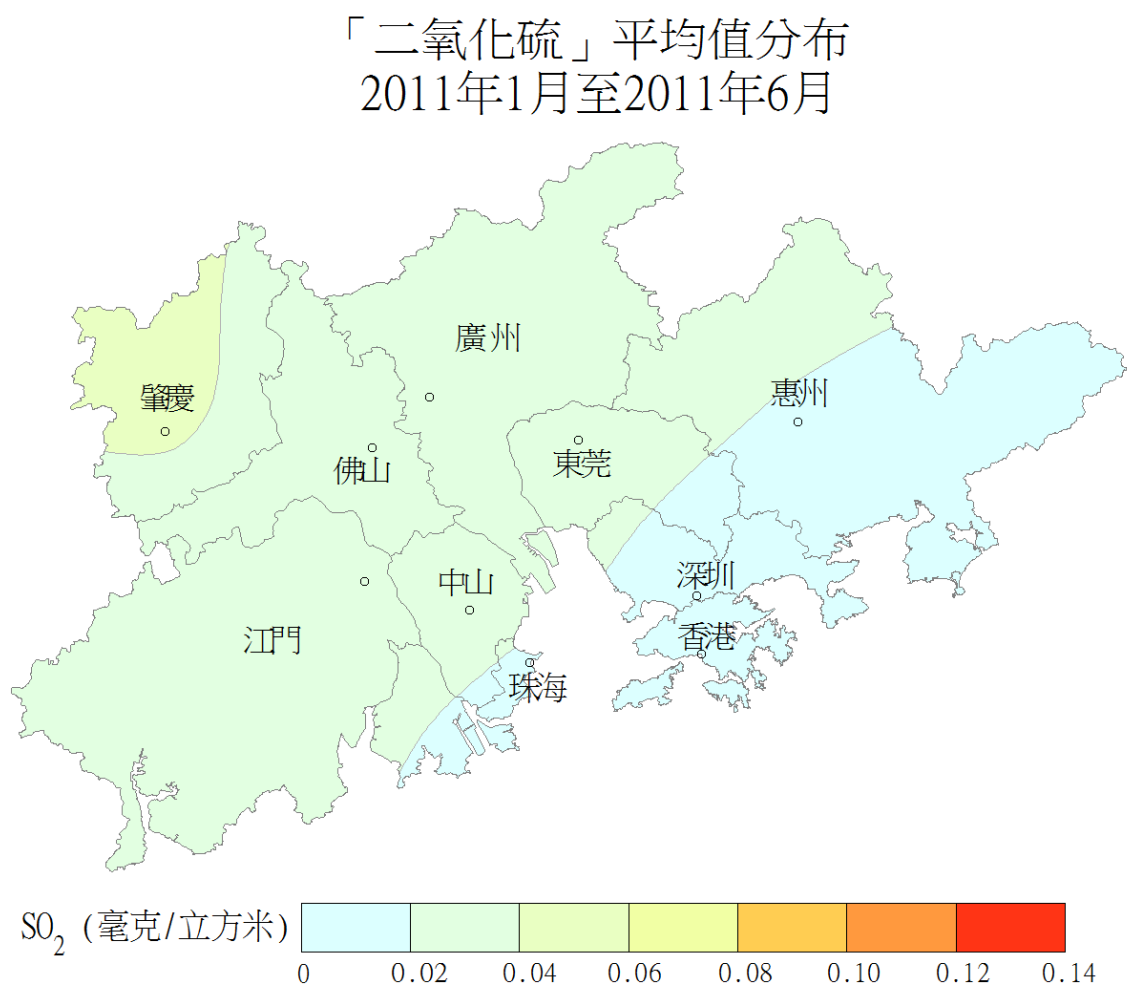 「二氧化硫」平均值分布
2011年1月至2011年6月
廣州
惠州
肇慶
佛山
東莞
深圳
中山
江門
香港
珠海
SO₂ (毫克/立方米)
0 0.02 0.04 0.06 0.08 0.10 0.12 0.14